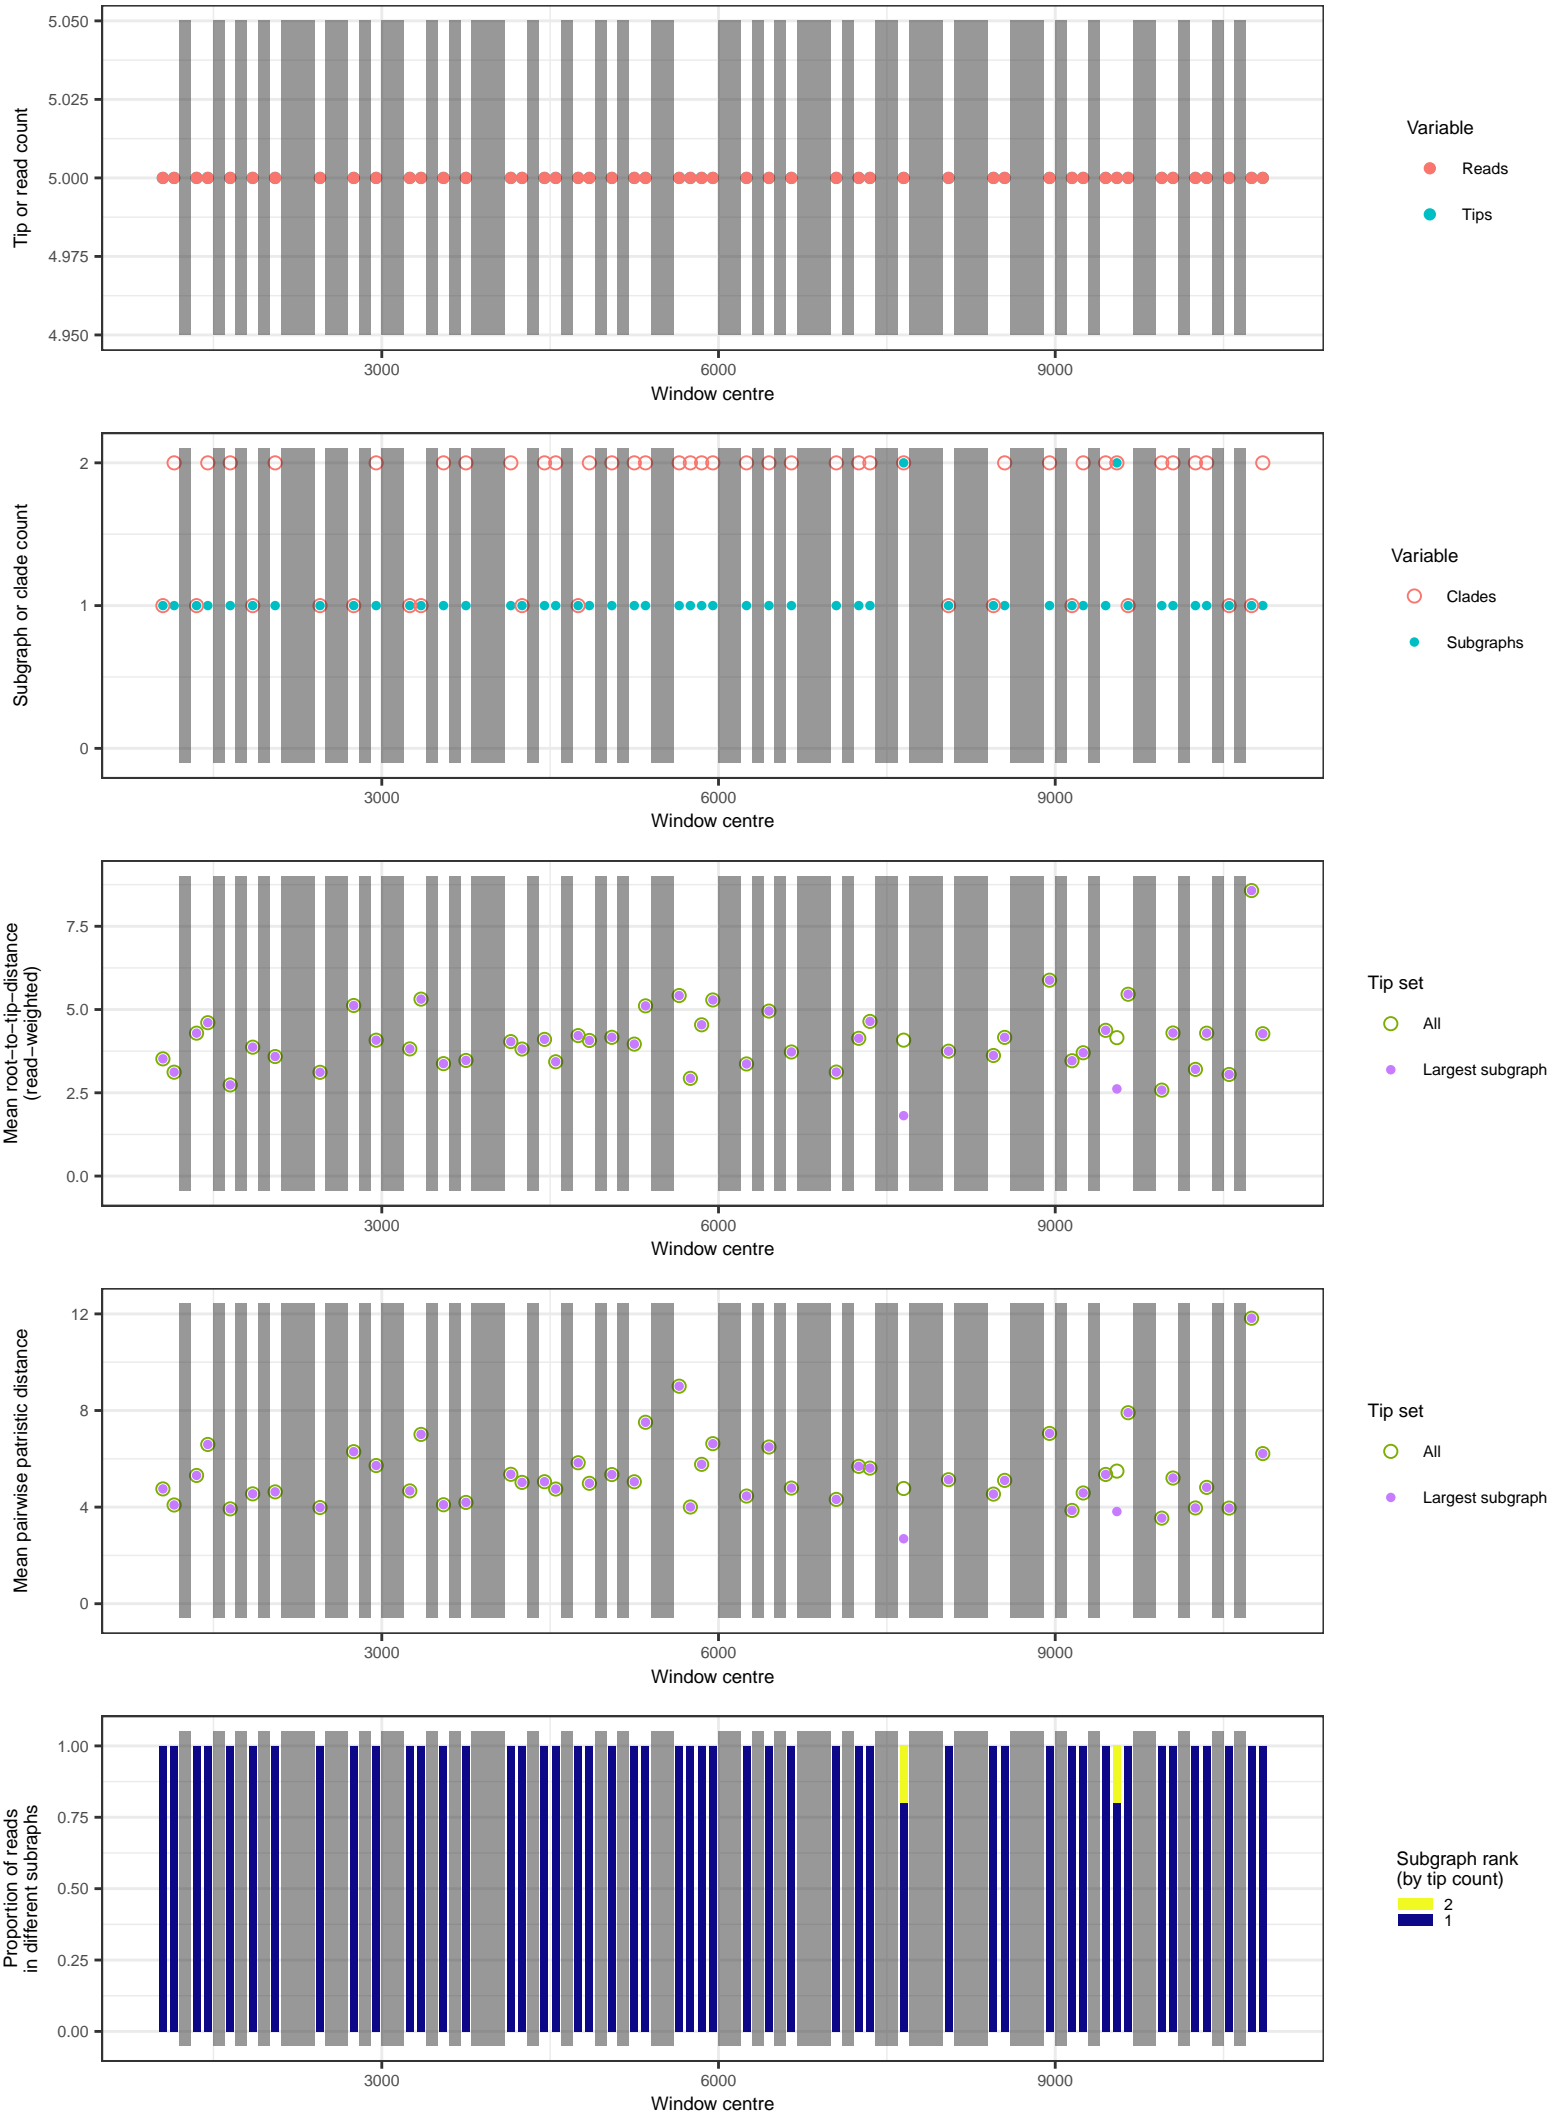 5.050
5.025
5.000
4.975
4.950
Tip or read count
3000
6000
9000
Window centre
Variable
Reads
Tips
2
1
0
Subgraph or clade count
3000
6000
9000
Window centre
Variable
Clades
Subgraphs
7.5
5.0
2.5
0.0
Mean root−to−tip−distance
(read−weighted)
3000
6000
9000
Window centre
Tip set
All
Largest subgraph
12
8
4
0
Mean pairwise patristic distance
3000
6000
9000
Window centre
Tip set
All
Largest subgraph
1.00
0.75
0.50
0.25
0.00
Proportion of reads
in different subraphs
3000
6000
9000
Window centre
Subgraph rank
(by tip count)
2
1